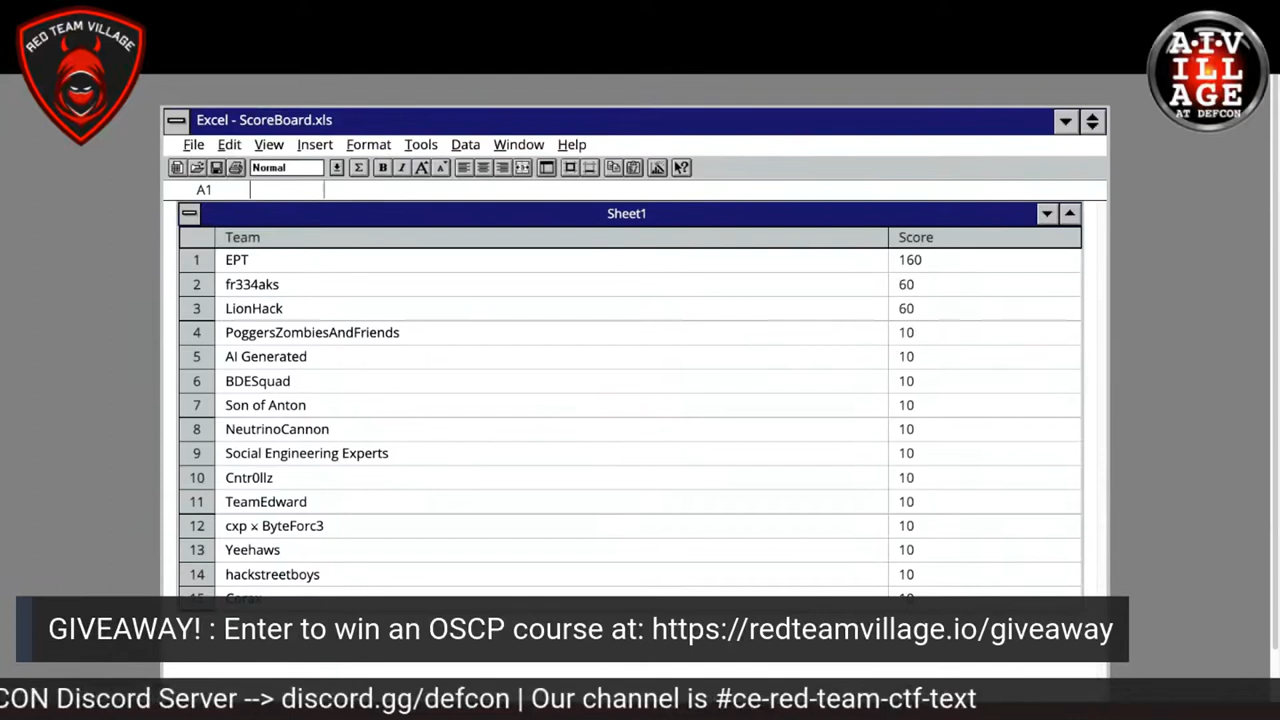 RED TEAM VILLAGE
A·I·V
ILL
AGE
AT DEFCON
Excel - ScoreBoard.xls
File Edit View Insert Format Tools Data Window Help
Normal Σ B I A A
A1
Sheet1
Team Score
1 EPT 160
2 fr334aks 60
3 LionHack 60
4 PoggersZombiesAndFriends 10
5 AI Generated 10
6 BDESquad 10
7 Son of Anton 10
8 NeutrinoCannon 10
9 Social Engineering Experts 10
10 Cntr0llz 10
11 TeamEdward 10
12 cxp x ByteForc3 10
13 Yeehaws 10
14 hackstreetboys 10
15 Corax 10
GIVEAWAY! : Enter to win an OSCP course at: https://redteamvillage.io/giveaway
CON Discord Server --> discord.gg/defcon | Our channel is #ce-red-team-ctf-text